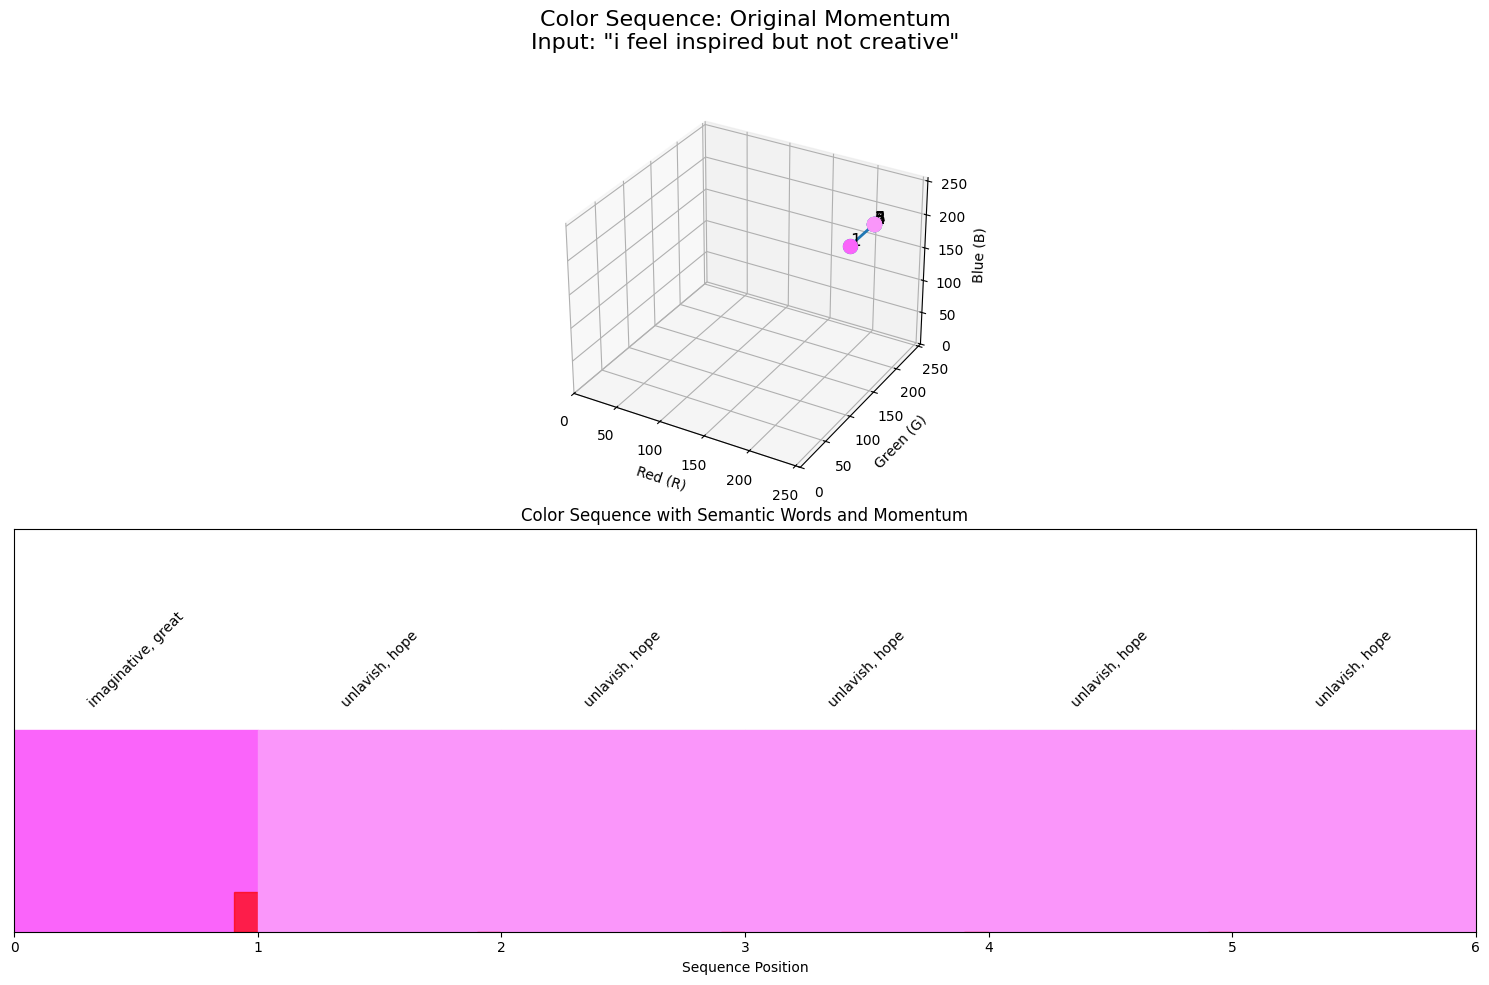 Color Sequence: Original Momentum
Input: "i feel inspired but not creative"
250
200
150
100
50
0
Blue (B)
1
0
50
100
150
200
250
Red (R)
0
50
100
150
200
250
Green (G)
Color Sequence with Semantic Words and Momentum
imaginative, great
unlavish, hope
unlavish, hope
unlavish, hope
unlavish, hope
unlavish, hope
0
1
2
3
4
5
6
Sequence Position